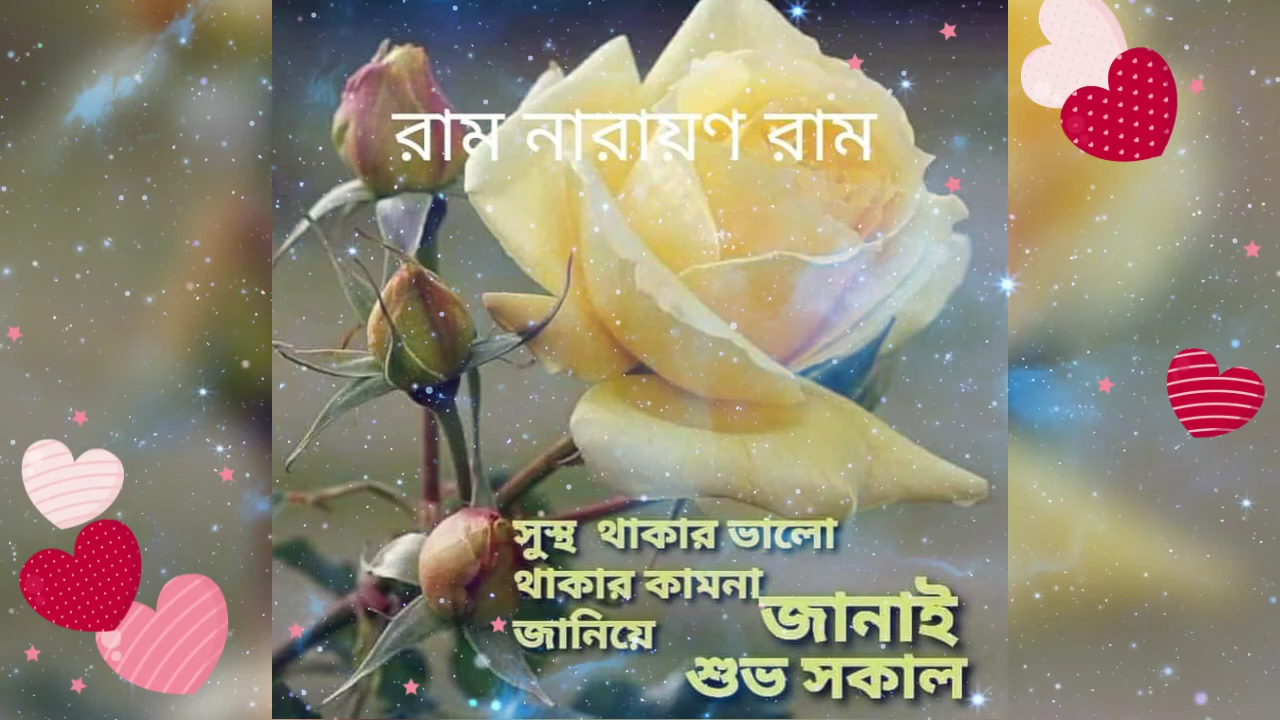 রাম নারায়ণ রাম
সুস্থ থাকার ভালো
থাকার কামনা
জানিয়ে জানাই
শুভ সকাল